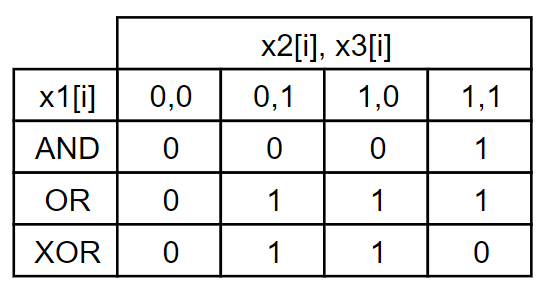 x2[i], x3[i]
x1[i] 0,0 0,1 1,0 1,1
AND 0 0 0 1
OR 0 1 1 1
XOR 0 1 1 0